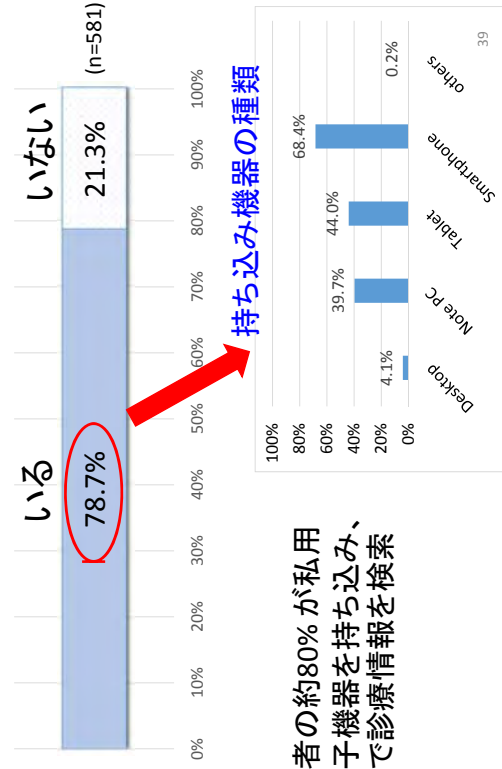 いる
いない
78.7%
21.3%
(n=581)
0%
10%
20%
30%
40%
50%
60%
70%
80%
90%
100%
者の約80% が私用
子機器を持ち込み、
で診療情報を検索
持ち込み機器の種類
100%
80%
60%
40%
20%
0%
4.1%
39.7%
44.0%
68.4%
0.2%
Desktop
Note PC
Tablet
Smartphone
others
39